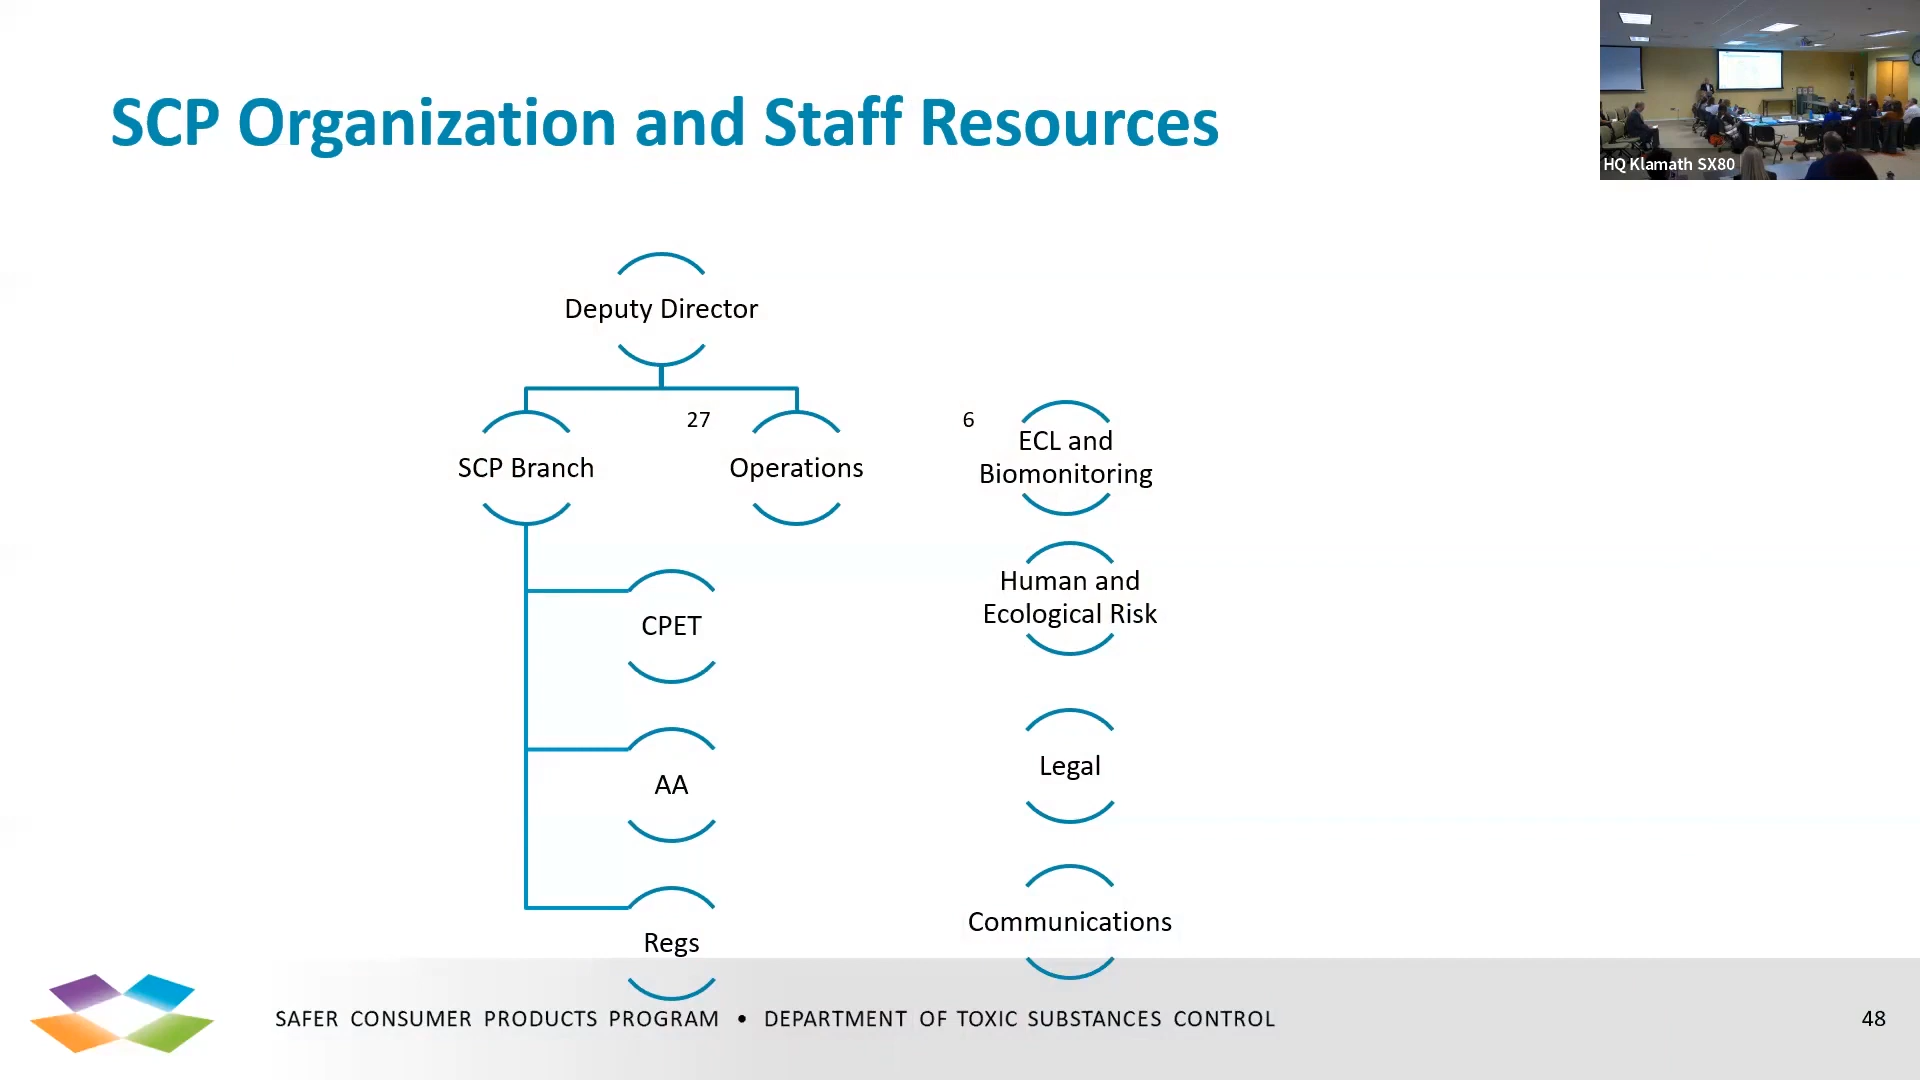 SCP Organization and Staff Resources
HQ Klamath SX80
Deputy Director
27
6
SCP Branch
Operations
ECL and
Biomonitoring
Human and
Ecological Risk
CPET
AA
Legal
Regs
Communications
SAFER CONSUMER PRODUCTS PROGRAM • DEPARTMENT OF TOXIC SUBSTANCES CONTROL
48